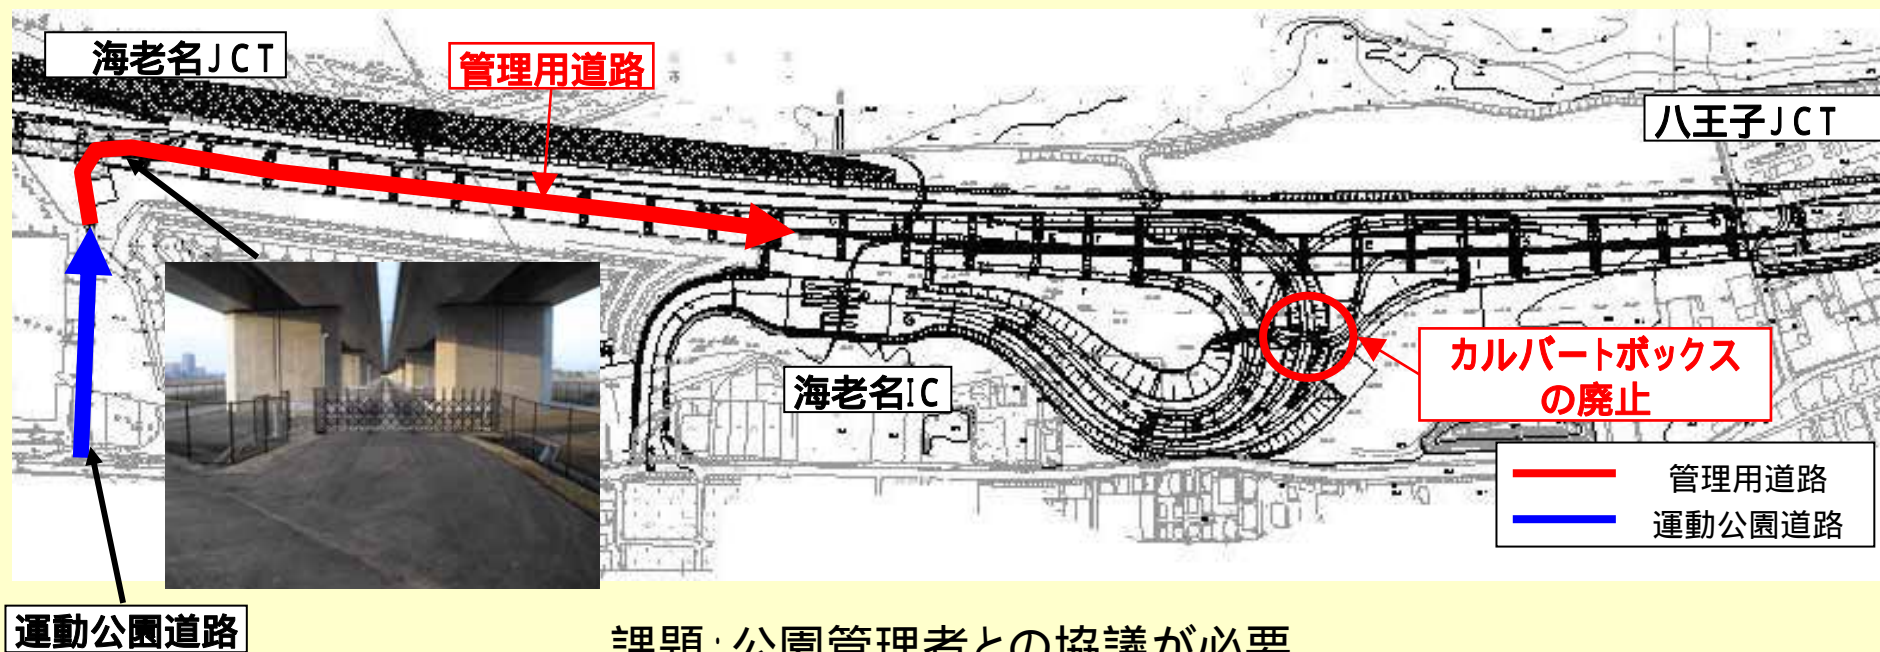 海老名JCT
管理用道路
八王子JCT
海老名IC
カルバートボックス
の廃止
管理用道路
運動公園道路
運動公園道路
課題:公園管理者との協議が必要